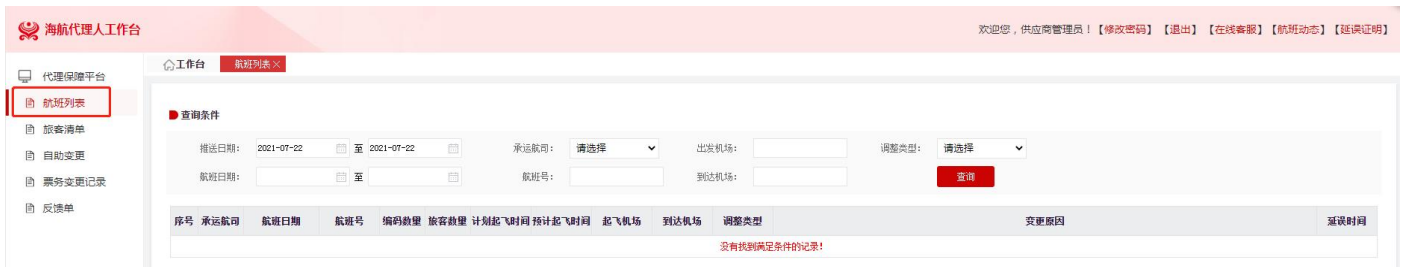 海航代理人工作台
欢迎您，供应商管理员！【修改密码】 【退出】 【在线客服】【航班动态】【延误证明】
代理保障平台
航班列表
旅客清单
自助变更
票务变更记录
反馈单
工作台 航班列表×
查询条件
推送日期： 2021-07-22 至 2021-07-22 承运航司： 请选择 出发机场： 调整类型： 请选择
航班日期： 至 航班号： 到达机场： 查询
序号 承运航司 航班日期 航班号 编码数量 旅客数量 计划起飞时间 预计起飞时间 起飞机场 到达机场 调整类型 变更原因 延误时间
没有找到满足条件的记录!